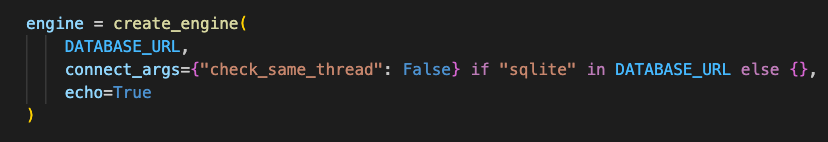 engine = create_engine(
    DATABASE_URL,
    connect_args={"check_same_thread": False} if "sqlite" in DATABASE_URL else {},
    echo=True
)